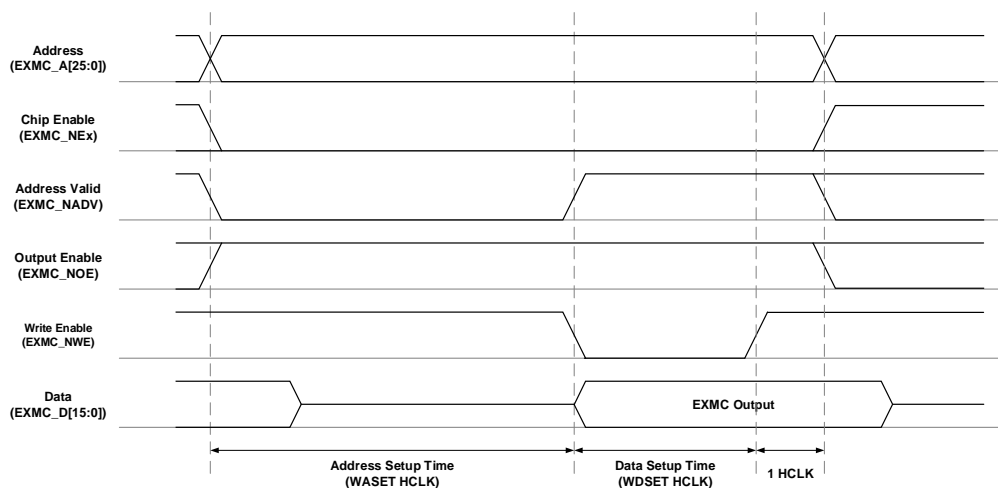 Address
(EXMC_A[25:0])
Chip Enable
(EXMC_NEx)
Address Valid
(EXMC_NADV)
Output Enable
(EXMC_NOE)
Write Enable
(EXMC_NWE)
Data
(EXMC_D[15:0])
EXMC Output
Address Setup Time
(WASET HCLK)
Data Setup Time
(WDSET HCLK)
1 HCLK